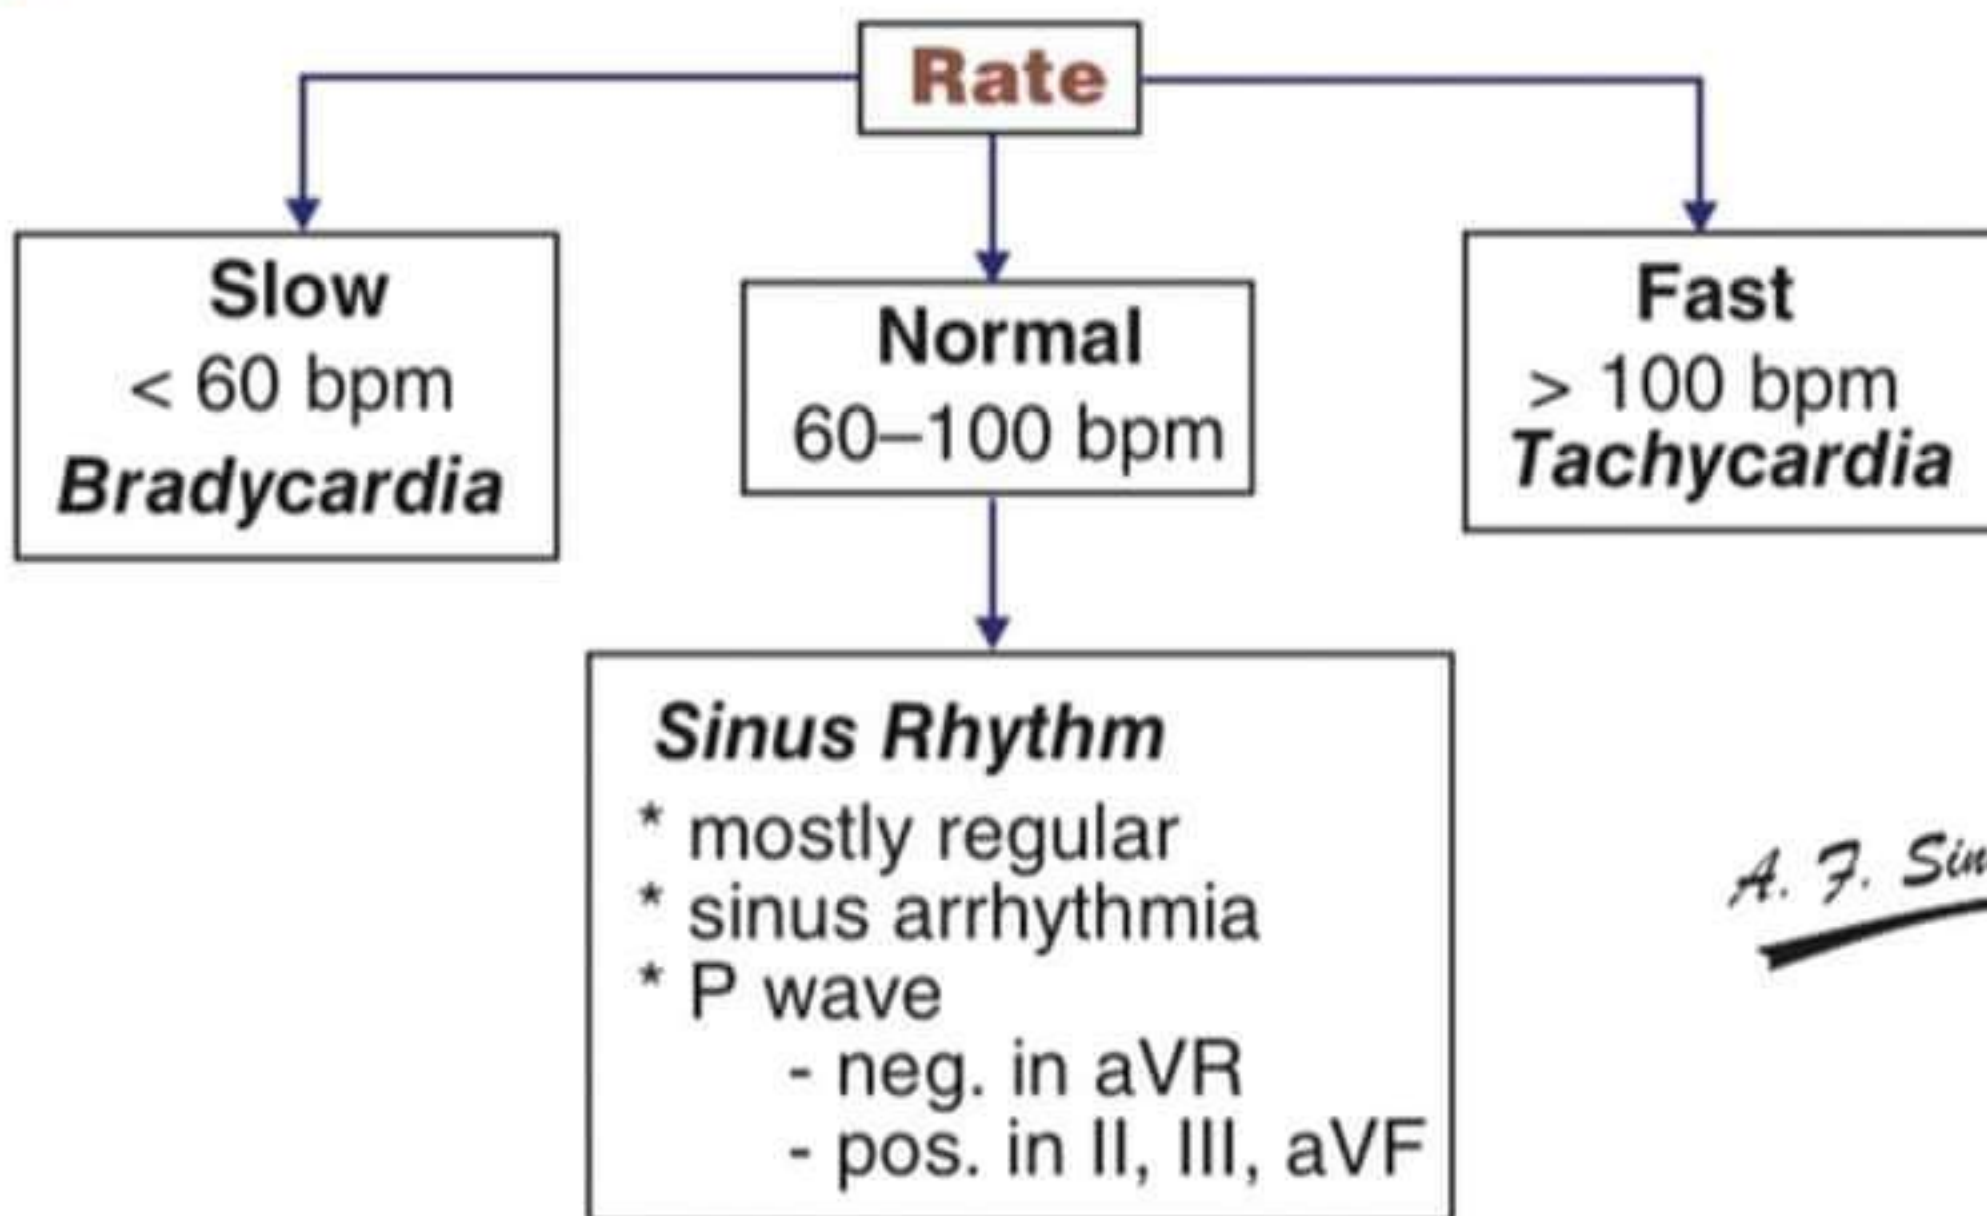 Rate
Slow
< 60 bpm
Bradycardia
Normal
60–100 bpm
Fast
> 100 bpm
Tachycardia
Sinus Rhythm
* mostly regular
* sinus arrhythmia
* P wave
- neg. in aVR
- pos. in II, III, aVF
A. F.